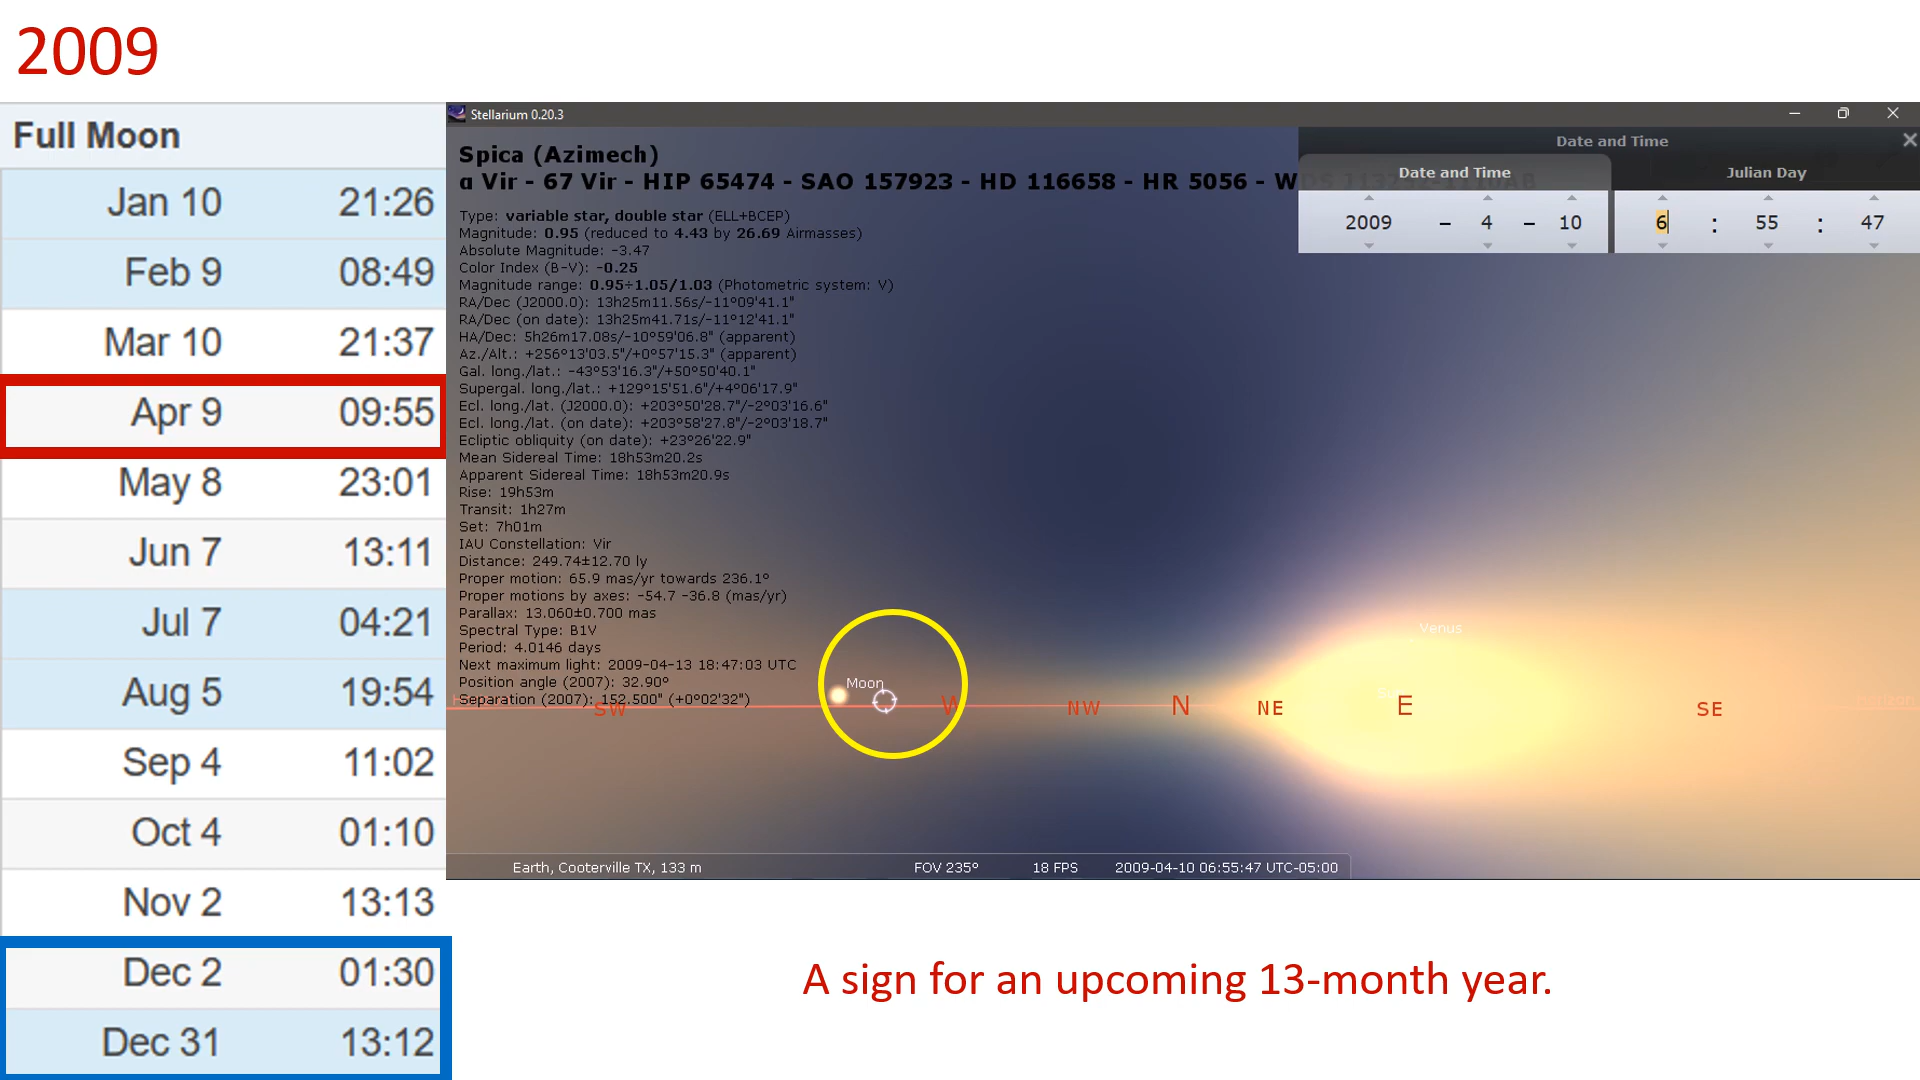 2009
Full Moon
Jan 10 21:26
Feb 9 08:49
Mar 10 21:37
Apr 9 09:55
May 8 23:01
Jun 7 13:11
Jul 7 04:21
Aug 5 19:54
Sep 4 11:02
Oct 4 01:10
Nov 2 13:13
Dec 2 01:30
Dec 31 13:12
Stellarium 0.20.3
Spica (Azimech)
α Vir - 67 Vir - HIP 65474 - SAO 157923 - HD 116658 - HR 5056 - WDS
Type: variable star, double star (ELL+BCEP)
Magnitude: 0.95 (reduced to 4.43 by 26.69 Airmasses)
Absolute Magnitude: -3.47
Color Index (B-V): -0.25
Magnitude range: 0.95÷1.05/1.03 (Photometric system: V)
RA/Dec (J2000.0): 13h25m11.56s/-11°09'41.1"
RA/Dec (on date): 13h25m41.71s/-11°12'41.1"
HA/Dec: 5h26m17.08s/-10°59'06.8" (apparent)
Az./Alt.: +256°13'03.5"/+0°57'15.3" (apparent)
Gal. long./lat.: -43°53'16.3"/+50°50'40.1"
Supergal. long./lat.: +129°15'51.6"/+4°06'17.9"
Ecl. long./lat. (J2000.0): +203°50'28.7"/-2°03'16.6"
Ecl. long./lat. (on date): +203°58'27.8"/-2°03'18.7"
Ecliptic obliquity (on date): +23°26'22.9"
Mean Sidereal Time: 18h53m20.2s
Apparent Sidereal Time: 18h53m20.9s
Rise: 19h53m
Transit: 1h27m
Set: 7h01m
IAU Constellation: Vir
Distance: 249.74±12.70 ly
Proper motion: 65.9 mas/yr towards 236.1°
Proper motions by axes: -54.7 -36.8 (mas/yr)
Parallax: 13.060±0.700 mas
Spectral Type: B1V
Period: 4.0146 days
Next maximum light: 2009-04-13 18:47:03 UTC
Position angle (2007): 32.90°
Separation (2007): 152.500" (+0°02'32")
Date and Time
Date and Time Julian Day
2009 - 4 - 10 6 : 55 : 47
Venus
Moon
SW W NW N NE E SE
Earth, Cooterville TX, 133 m FOV 235° 18 FPS 2009-04-10 06:55:47 UTC-05:00
A sign for an upcoming 13-month year.